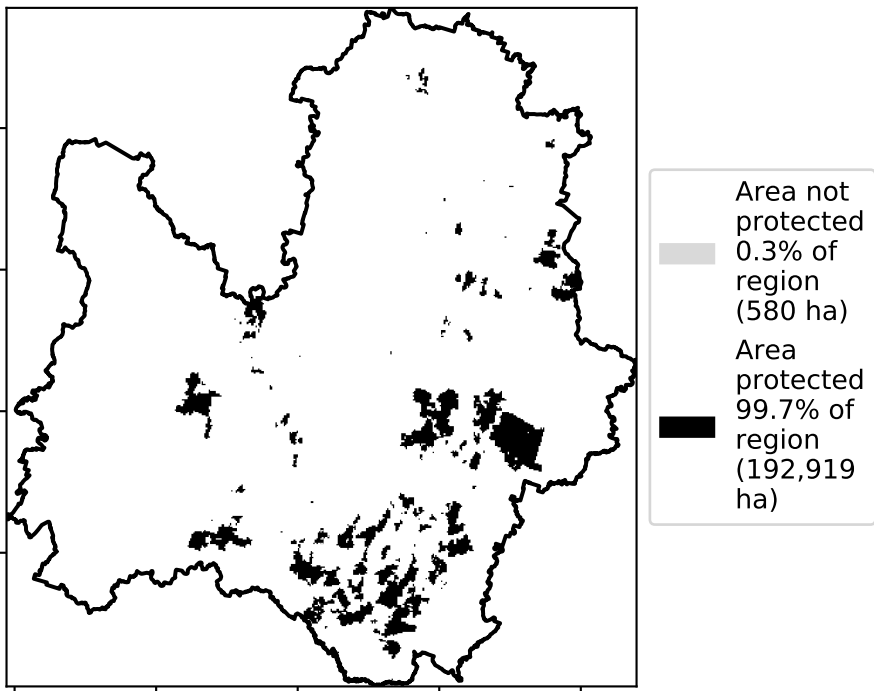 Area not
protected
0.3% of
region
(580 ha)
Area
protected
99.7% of
region
(192,919
ha)